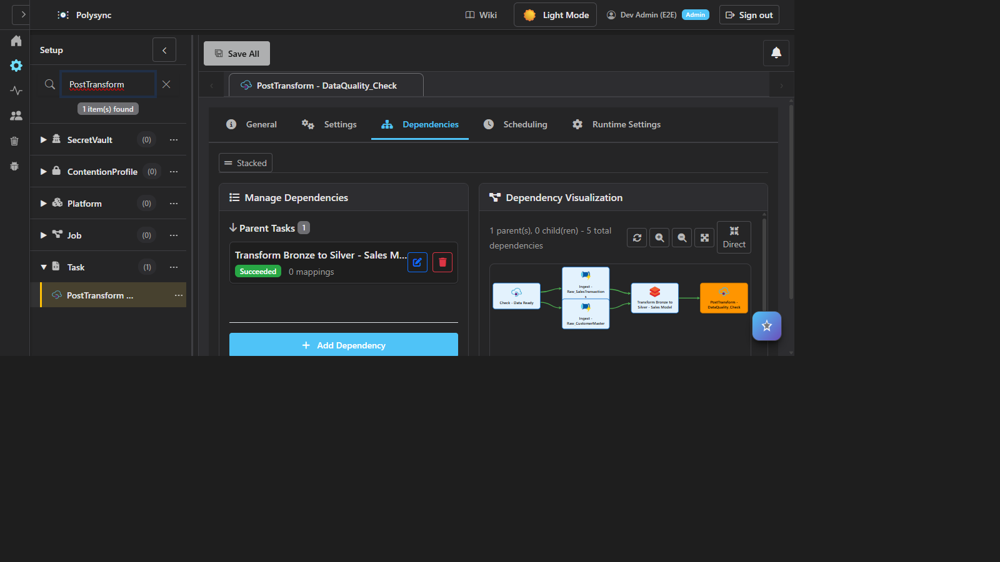 Polysync
Wiki
Light Mode
Dev Admin (E2E)
Admin
Sign out
Setup
PostTransform
1 item(s) found
SecretVault (0)
ContentionProfile (0)
Platform (0)
Job (0)
Task (1)
PostTransform ...
Save All
PostTransform - DataQuality_Check
General
Settings
Dependencies
Scheduling
Runtime Settings
Stacked
Manage Dependencies
Parent Tasks 1
Transform Bronze to Silver - Sales M...
Succeeded 0 mappings
Add Dependency
Dependency Visualization
1 parent(s), 0 child(ren) - 5 total
dependencies
Direct
Check - Data Ready
Ingest -
Raw_SalesTransaction
s
Ingest -
Raw_CustomerMaster
Transform Bronze to
Silver - Sales Model
PostTransform -
DataQuality_Check